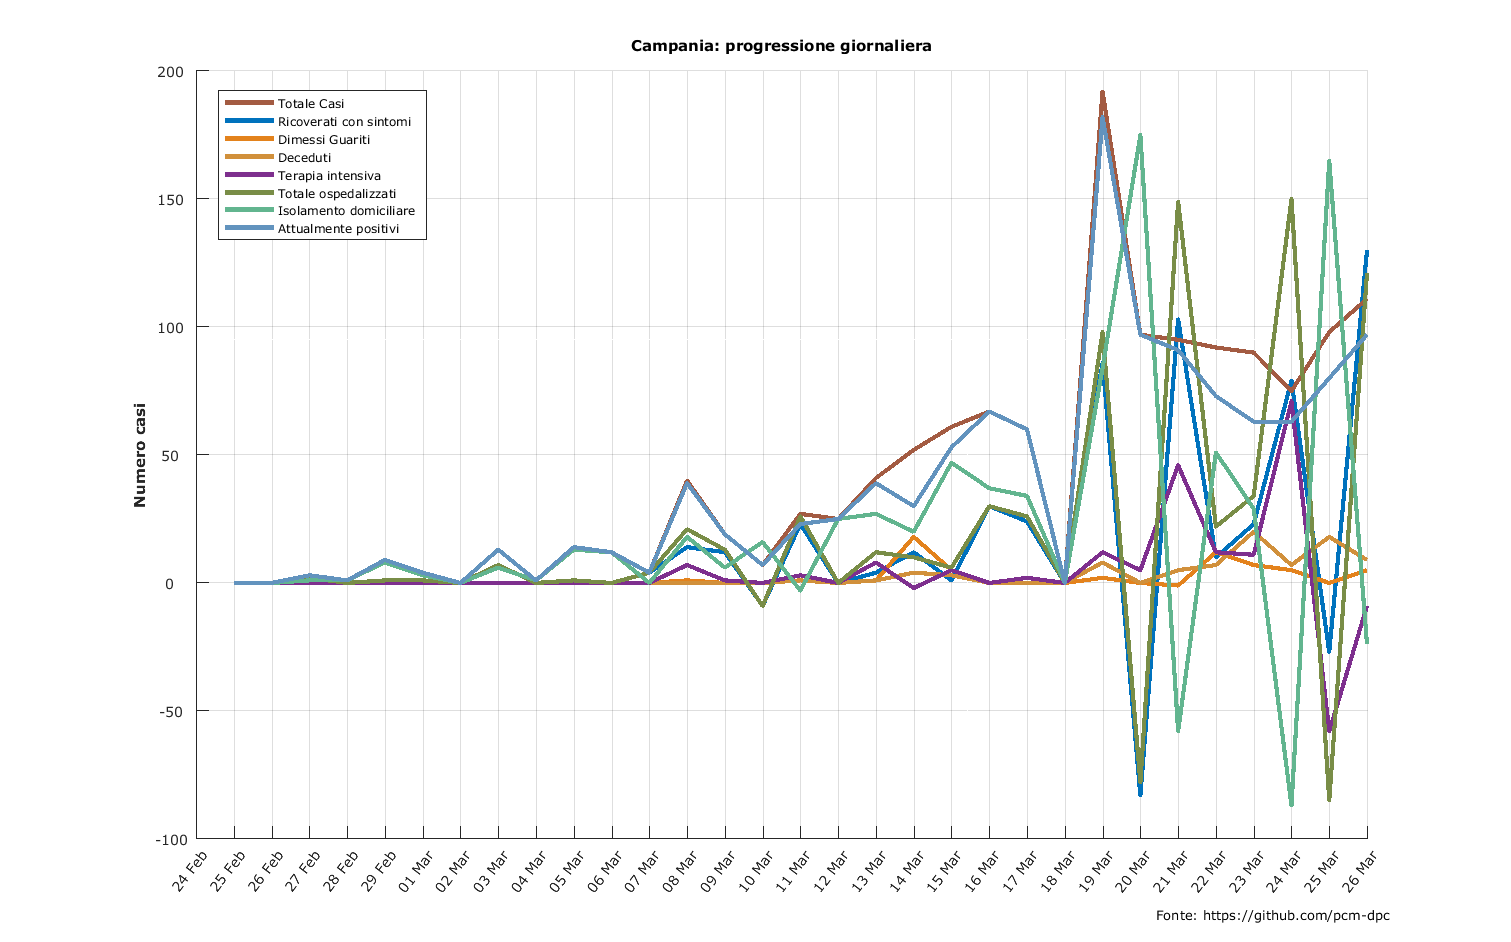 Campania: progressione giornaliera
200
150
100
50
0
-50
-100
Numero casi
Totale Casi
Ricoverati con sintomi
Dimessi Guariti
Deceduti
Terapia intensiva
Totale ospedalizzati
Isolamento domiciliare
Attualmente positivi
24 Feb
25 Feb
26 Feb
27 Feb
28 Feb
29 Feb
01 Mar
02 Mar
03 Mar
04 Mar
05 Mar
06 Mar
07 Mar
08 Mar
09 Mar
10 Mar
11 Mar
12 Mar
13 Mar
14 Mar
15 Mar
16 Mar
17 Mar
18 Mar
19 Mar
20 Mar
21 Mar
22 Mar
23 Mar
24 Mar
25 Mar
26 Mar
Fonte: https://github.com/pcm-dpc